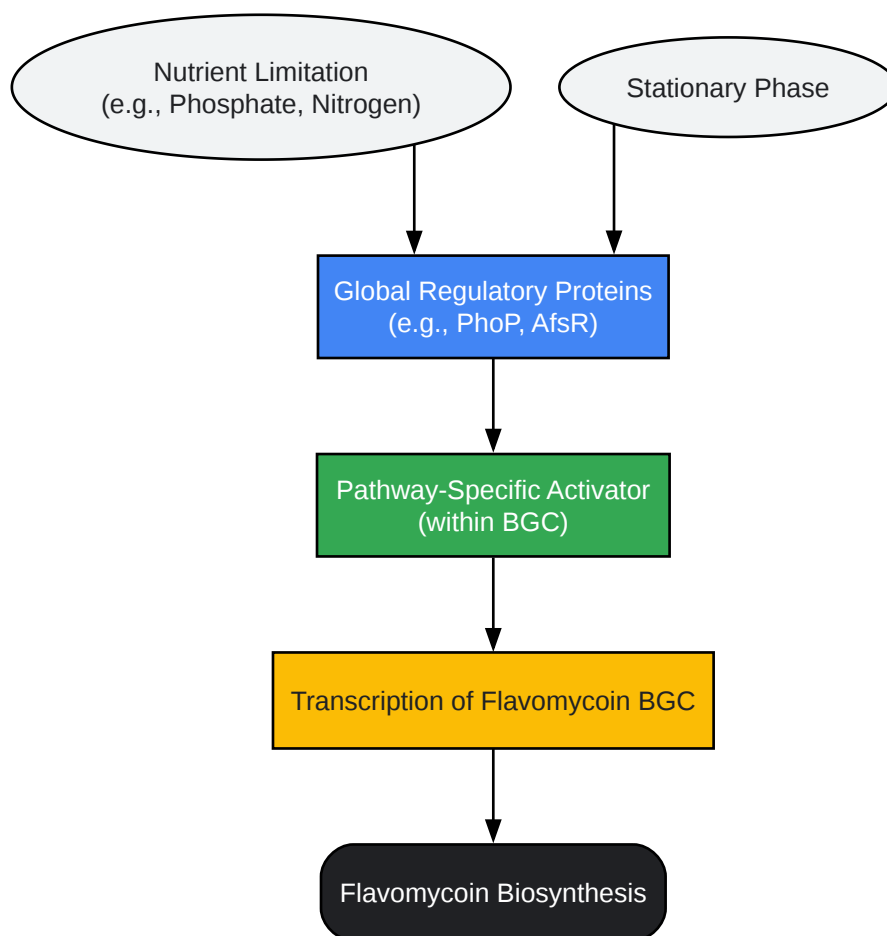 Nutrient Limitation
(e.g., Phosphate, Nitrogen)
Stationary Phase
Global Regulatory Proteins
(e.g., PhoP, AfsR)
Pathway-Specific Activator
(within BGC)
Transcription of Flavomycoin BGC
Flavomycoin Biosynthesis